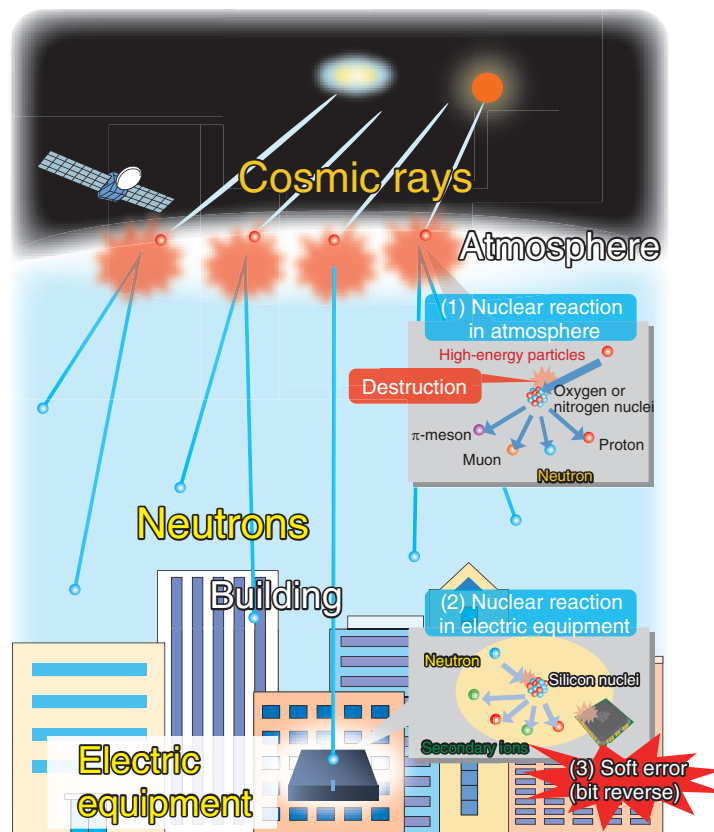 Cosmic rays
Atmosphere
(1) Nuclear reaction
in atmosphere
High-energy particles
Destruction
Oxygen or
nitrogen nuclei
π-meson
Muon
Proton
Neutron
Neutrons
Building
(2) Nuclear reaction
in electric equipment
Neutron
Silicon nuclei
Secondary ions
Electric
equipment
(3) Soft error
(bit reverse)